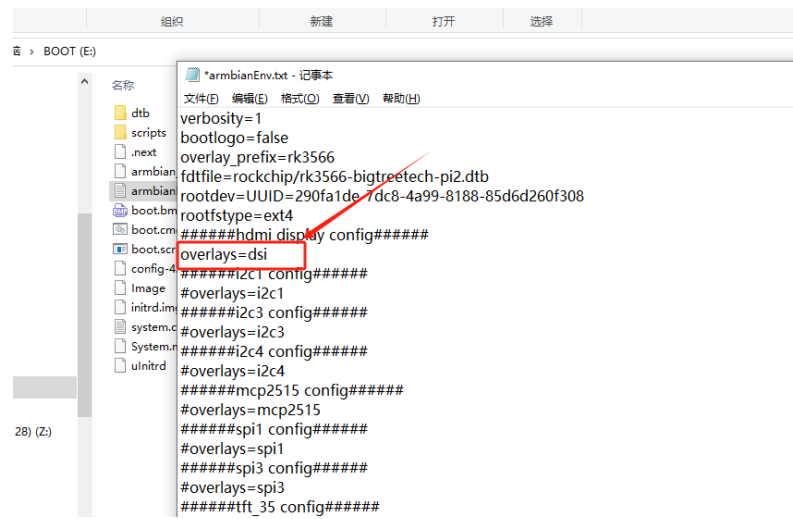 组织 新建 打开 选择
BOOT (E:)
名称
dtb
scripts
.next
armbian
armbian
boot.bm
boot.cm
boot.scr
config-4
Image
initrd.im
system.c
System.m
uInitrd
28) (Z:)
*armbianEnv.txt - 记事本
文件(F) 编辑(E) 格式(O) 查看(V) 帮助(H)
verbosity=1
bootlogo=false
overlay_prefix=rk3566
fdtfile=rockchip/rk3566-bigtreetech-pi2.dtb
rootdev=UUID=290fa1de-7dc8-4a99-8188-85d6d260f308
rootfstype=ext4
######hdmi display config######
overlays=dsi
######i2c1 config######
#overlays=i2c1
######i2c3 config######
#overlays=i2c3
######i2c4 config######
#overlays=i2c4
######mcp2515 config######
#overlays=mcp2515
######spi1 config######
#overlays=spi1
######spi3 config######
#overlays=spi3
######tft_35 config######